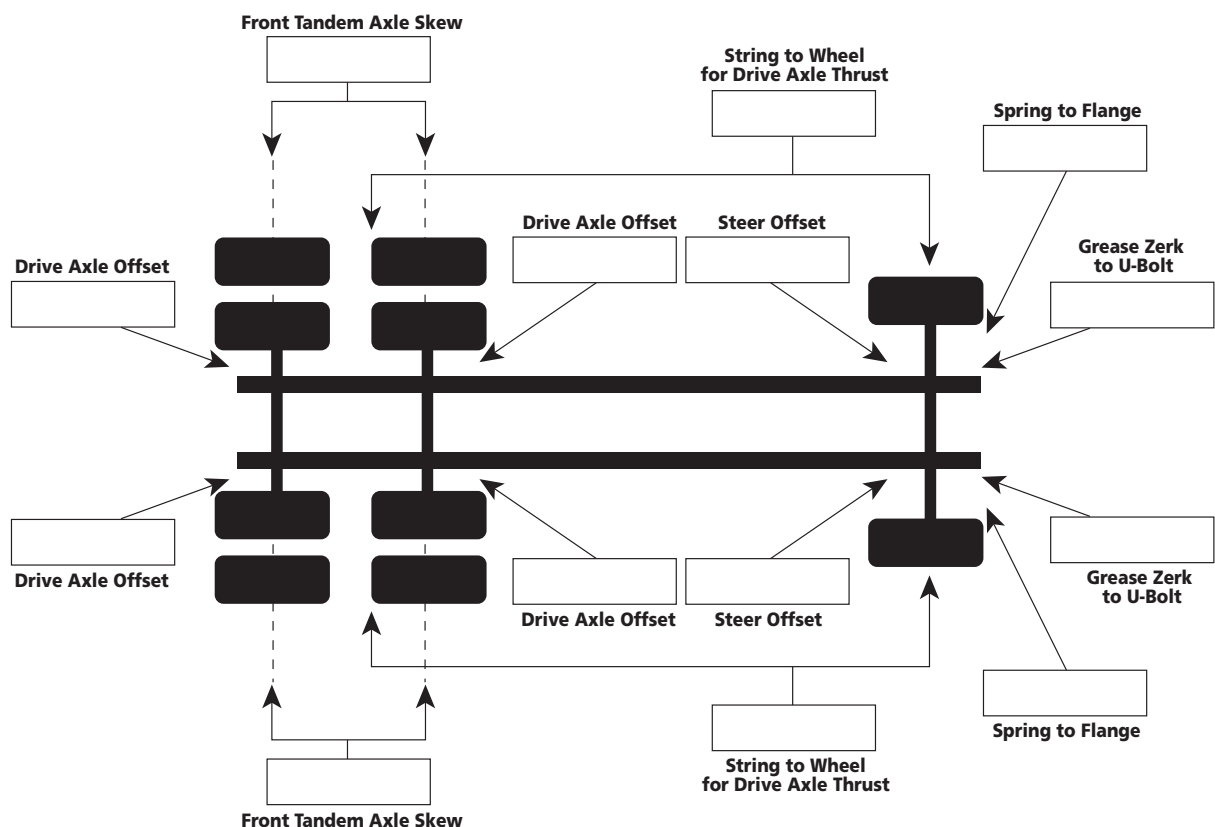 Front Tandem Axle Skew
String to Wheel
for Drive Axle Thrust
Spring to Flange
Drive Axle Offset
Steer Offset
Grease Zerk
to U-Bolt
Drive Axle Offset
Drive Axle Offset
Drive Axle Offset
Steer Offset
Grease Zerk
to U-Bolt
Spring to Flange
String to Wheel
for Drive Axle Thrust
Front Tandem Axle Skew